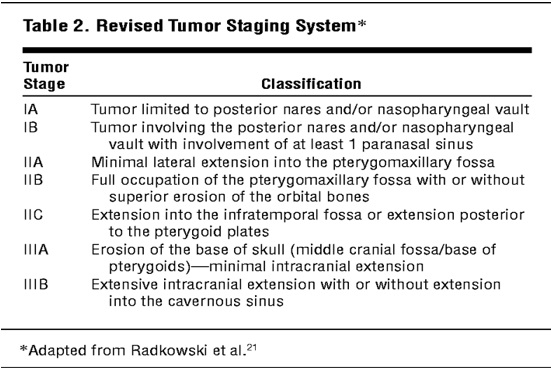 Table 2. Revised Tumor Staging System*
Tumor
Stage Classification
IA Tumor limited to posterior nares and/or nasopharyngeal vault
IB Tumor involving the posterior nares and/or nasopharyngeal
vault with involvement of at least 1 paranasal sinus
IIA Minimal lateral extension into the pterygomaxillary fossa
IIB Full occupation of the pterygomaxillary fossa with or without
superior erosion of the orbital bones
IIC Extension into the infratemporal fossa or extension posterior
to the pterygoid plates
IIIA Erosion of the base of skull (middle cranial fossa/base of
pterygoids)—minimal intracranial extension
IIIB Extensive intracranial extension with or without extension
into the cavernous sinus
*Adapted from Radkowski et al.21